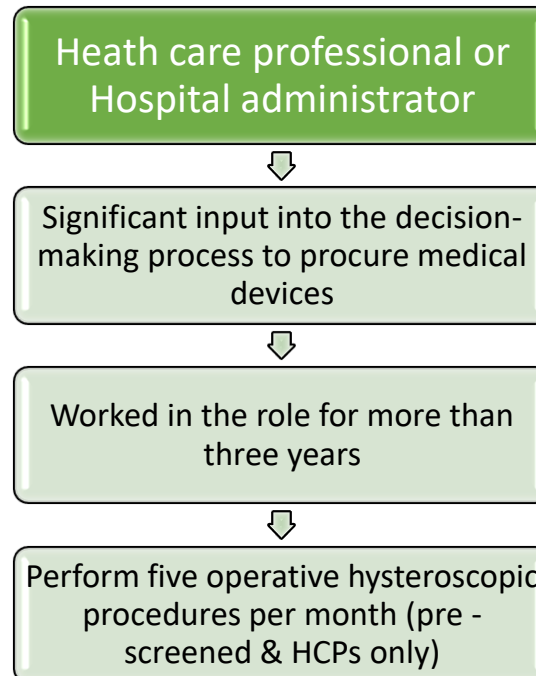 Heath care professional or
Hospital administrator
Significant input into the decision-
making process to procure medical
devices
Worked in the role for more than
three years
Perform five operative hysteroscopic
procedures per month (pre -
screened & HCPs only)